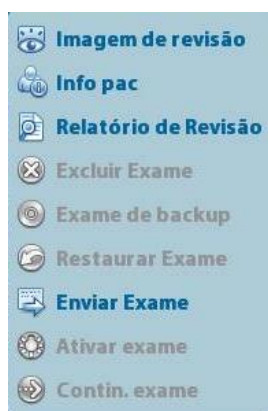 Imagem de revisão
Info pac
Relatório de Revisão
Excluir Exame
Exame de backup
Restaurar Exame
Enviar Exame
Ativar exame
Contin. exame